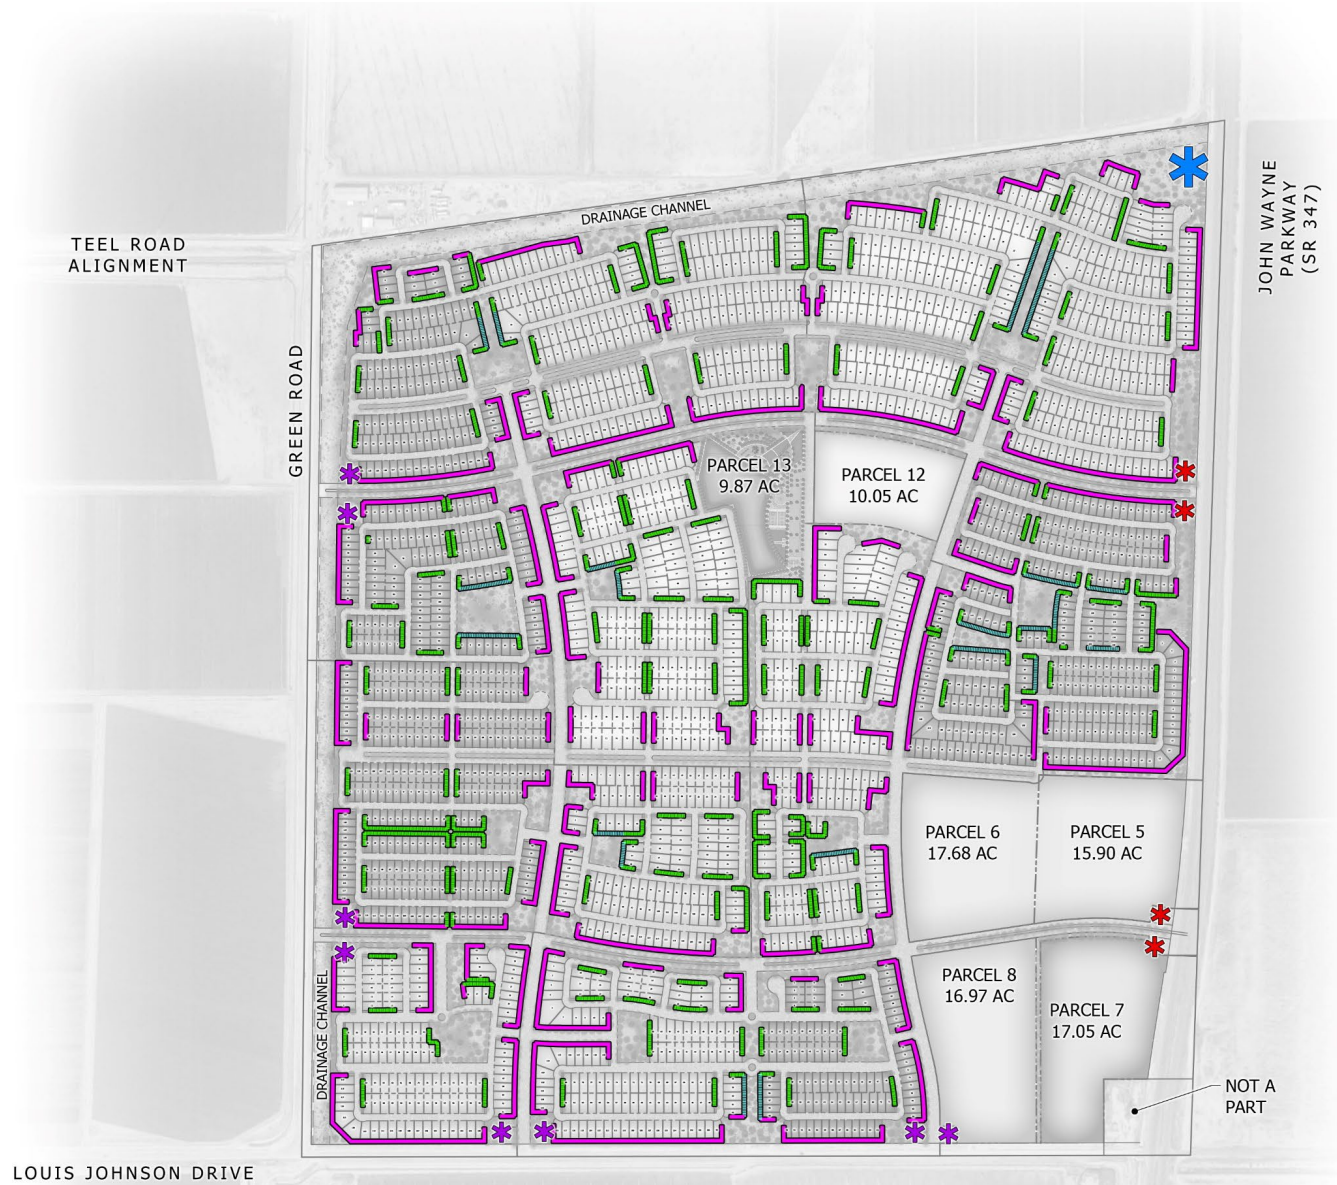 JOHN WAYNE
PARKWAY
(SR 347)
DRAINAGE CHANNEL
TEEL ROAD
ALIGNMENT
GREEN ROAD
PARCEL 13
9.87 AC
PARCEL 12
10.05 AC
PARCEL 6
17.68 AC
PARCEL 5
15.90 AC
PARCEL 8
16.97 AC
PARCEL 7
17.05 AC
DRAINAGE CHANNEL
NOT A
PART
LOUIS JOHNSON DRIVE